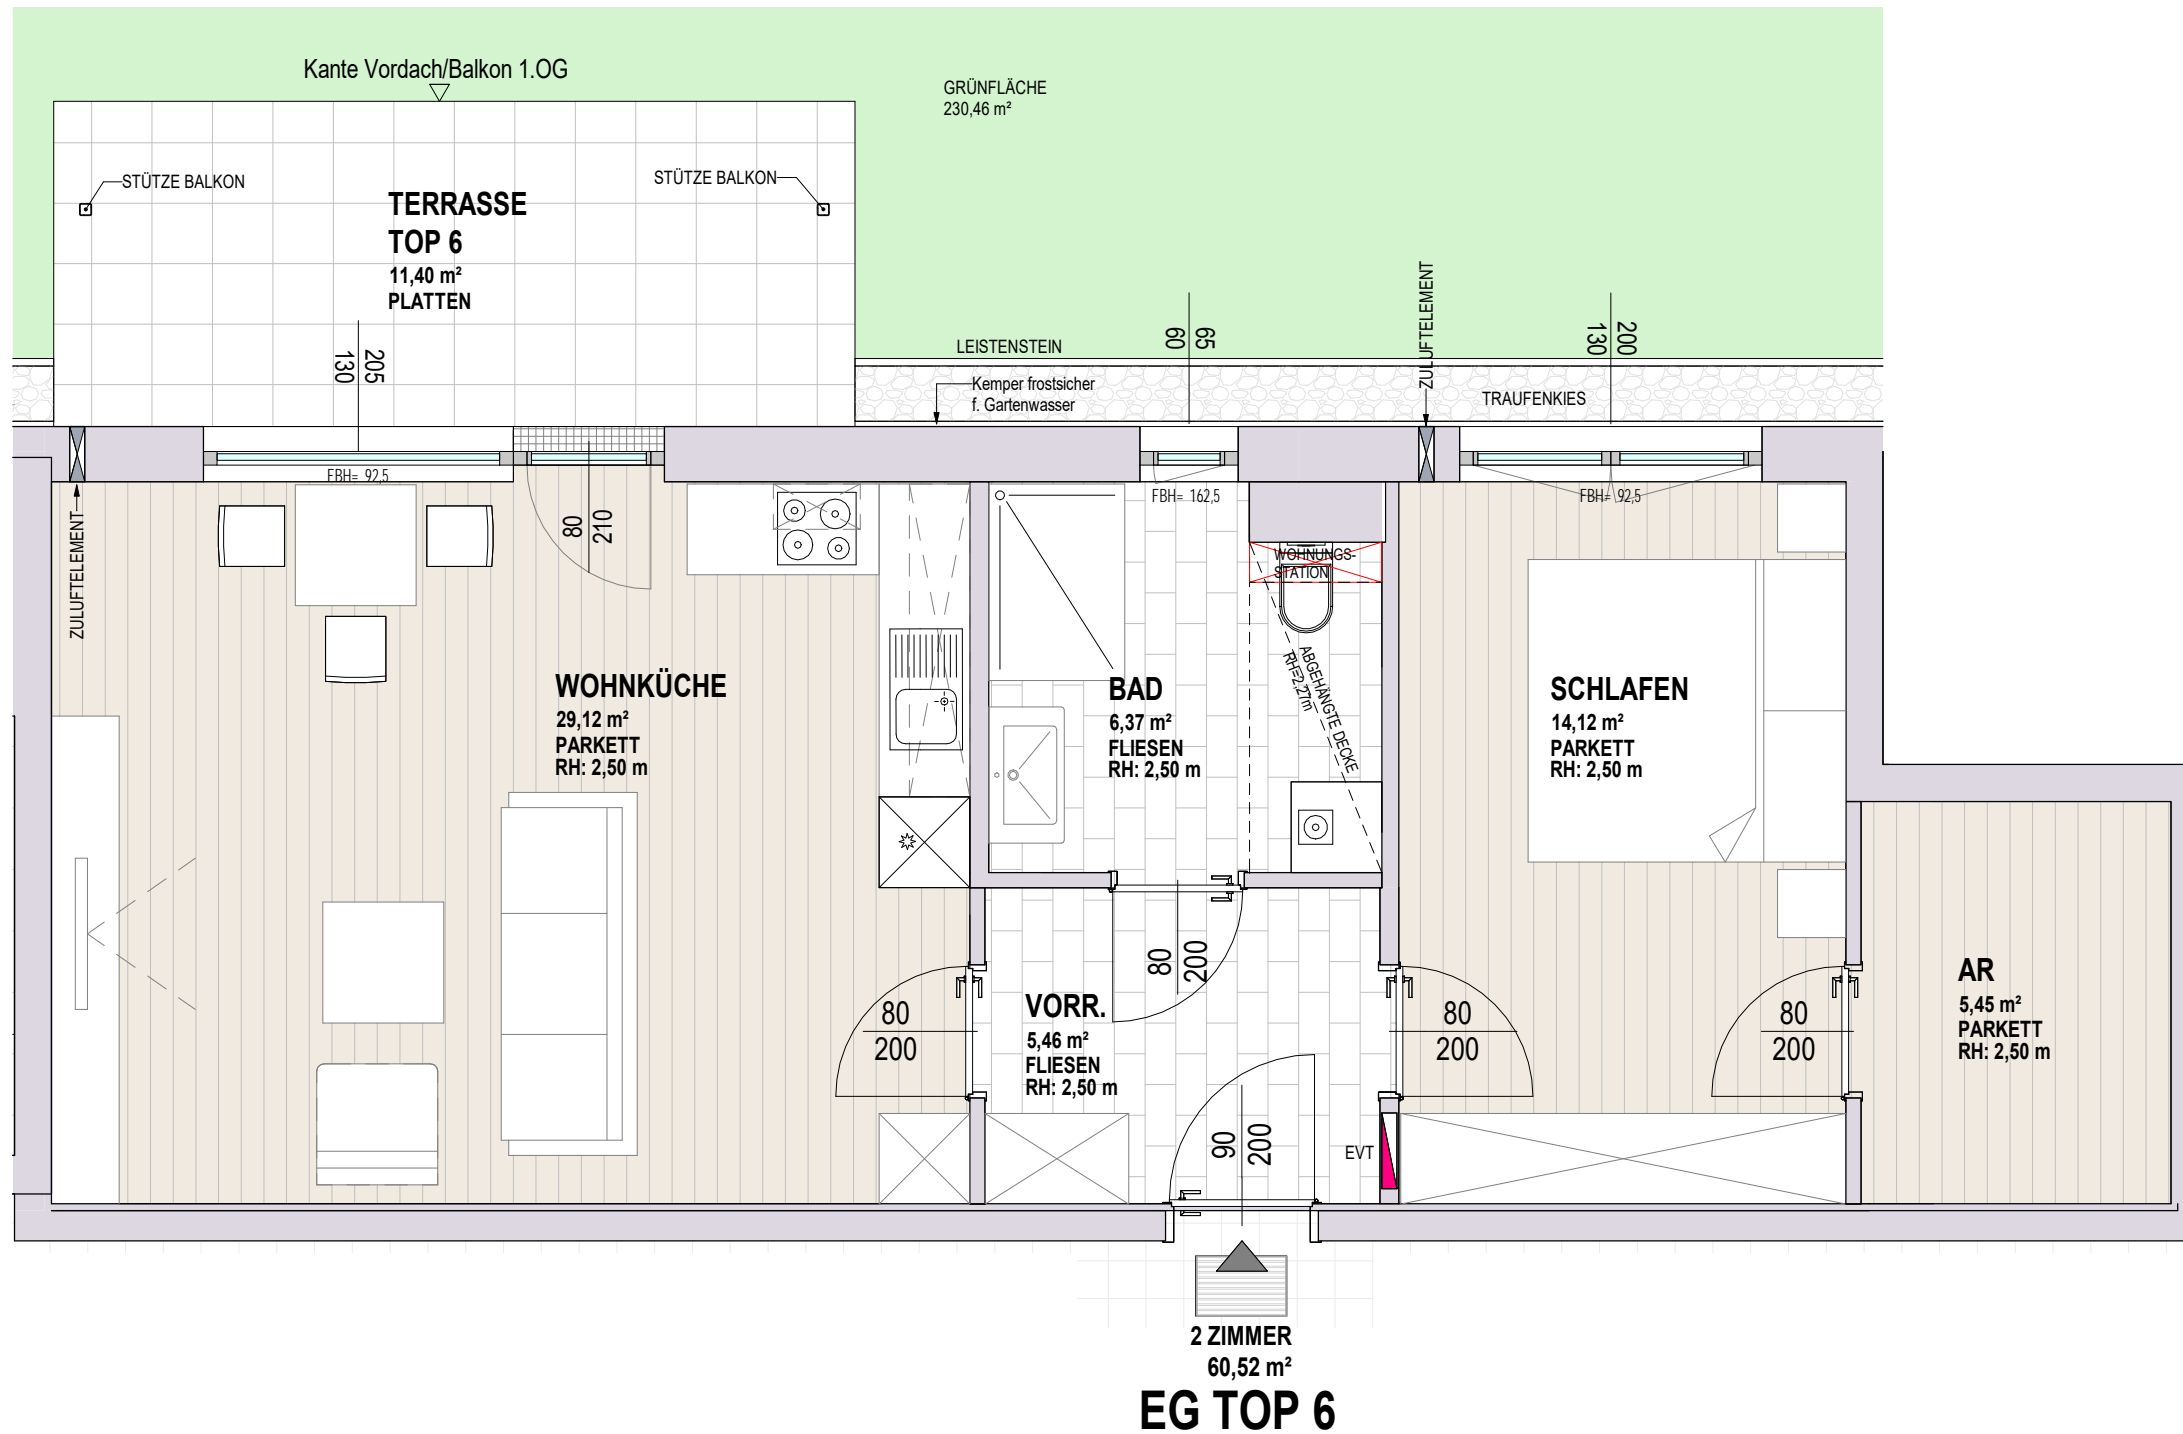 Kante Vordach/Balkon 1.OG
GRÜNFLÄCHE
230,46 m²
STÜTZE BALKON
STÜTZE BALKON
TERRASSE
TOP 6
11,40 m²
PLATTEN
130
205
LEISTENSTEIN
Kemper frostsicher
f. Gartenwasser
60
65
ZULUFTELEMENT
130
200
TRAUFENKIES
FBH= 92,5
FBH= 162,5
FBH= 92,5
ZULUFTELEMENT
80
210
WOHNUNGS-
STATION
ABGEHÄNGTE DECKE
RH=2,27m
WOHNKÜCHE
29,12 m²
PARKETT
RH: 2,50 m
BAD
6,37 m²
FLIESEN
RH: 2,50 m
SCHLAFEN
14,12 m²
PARKETT
RH: 2,50 m
80
200
AR
5,45 m²
PARKETT
RH: 2,50 m
VORR.
5,46 m²
FLIESEN
RH: 2,50 m
80
200
80
200
80
200
90
200
EVT
2 ZIMMER
60,52 m²
EG TOP 6